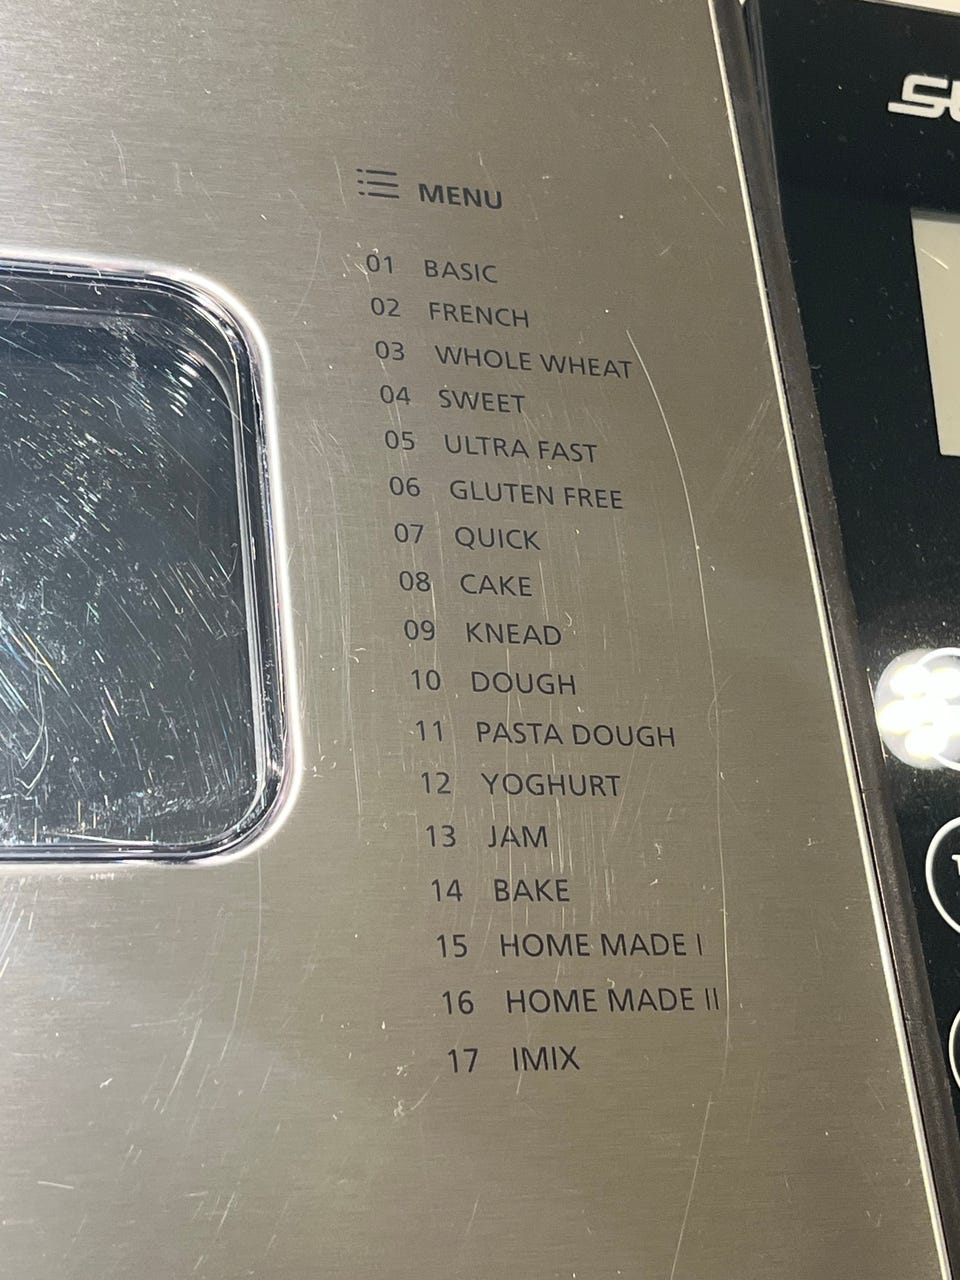 MENU
01 BASIC
02 FRENCH
03 WHOLE WHEAT
04 SWEET
05 ULTRA FAST
06 GLUTEN FREE
07 QUICK
08 CAKE
09 KNEAD
10 DOUGH
11 PASTA DOUGH
12 YOGHURT
13 JAM
14 BAKE
15 HOME MADE I
16 HOME MADE II
17 IMIX